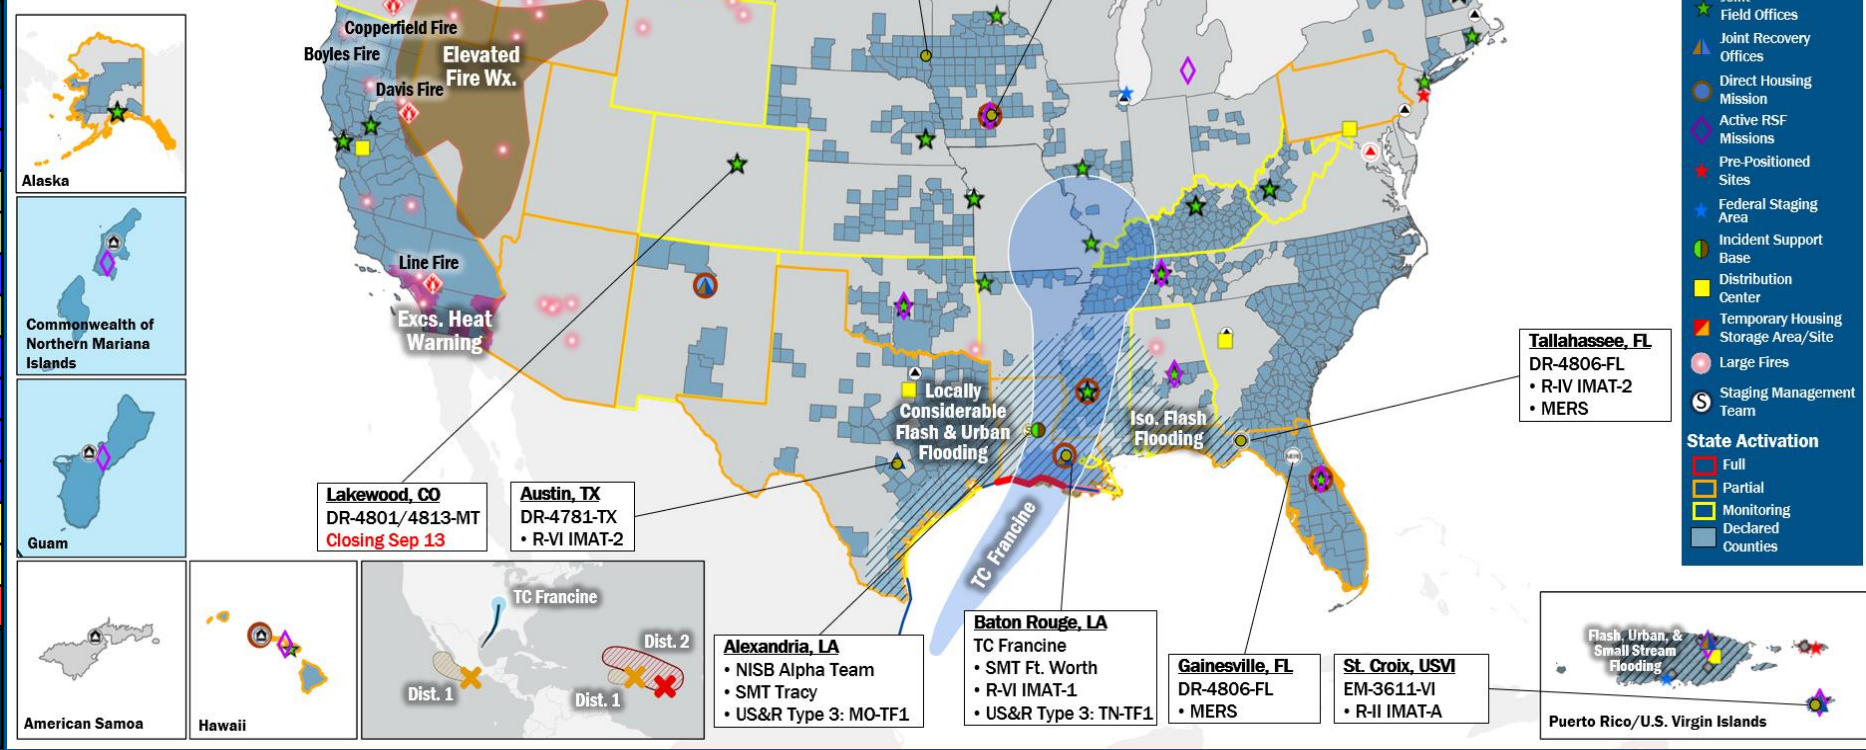 Copperfield Fire
Boyles Fire
Elevated
Fire Wx.
Davis Fire
Line Fire
Excs. Heat
Warning
Locally
Considerable
Flash & Urban
Flooding
Iso. Flash
Flooding
TC Francine
Alaska
Commonwealth of
Northern Mariana
Islands
Guam
American Samoa
Hawaii
TC Francine
Dist. 1
Dist. 1
Dist. 2
Lakewood, CO
DR-4801/4813-MT
Closing Sep 13
Austin, TX
DR-4781-TX
• R-VI IMAT-2
Alexandria, LA
• NISB Alpha Team
• SMT Tracy
• US&R Type 3: MO-TF1
Baton Rouge, LA
TC Francine
• SMT Ft. Worth
• R-VI IMAT-1
• US&R Type 3: TN-TF1
Gainesville, FL
DR-4806-FL
• MERS
St. Croix, USVI
EM-3611-VI
• R-II IMAT-A
Tallahassee, FL
DR-4806-FL
• R-IV IMAT-2
• MERS
Flash, Urban, &
Small Stream
Flooding
Puerto Rico/U.S. Virgin Islands
Field Offices
Joint Recovery
Offices
Direct Housing
Mission
Active RSF
Missions
Pre-Positioned
Sites
Federal Staging
Area
Incident Support
Base
Distribution
Center
Temporary Housing
Storage Area/Site
Large Fires
S
Staging Management
Team
State Activation
Full
Partial
Monitoring
Declared
Counties